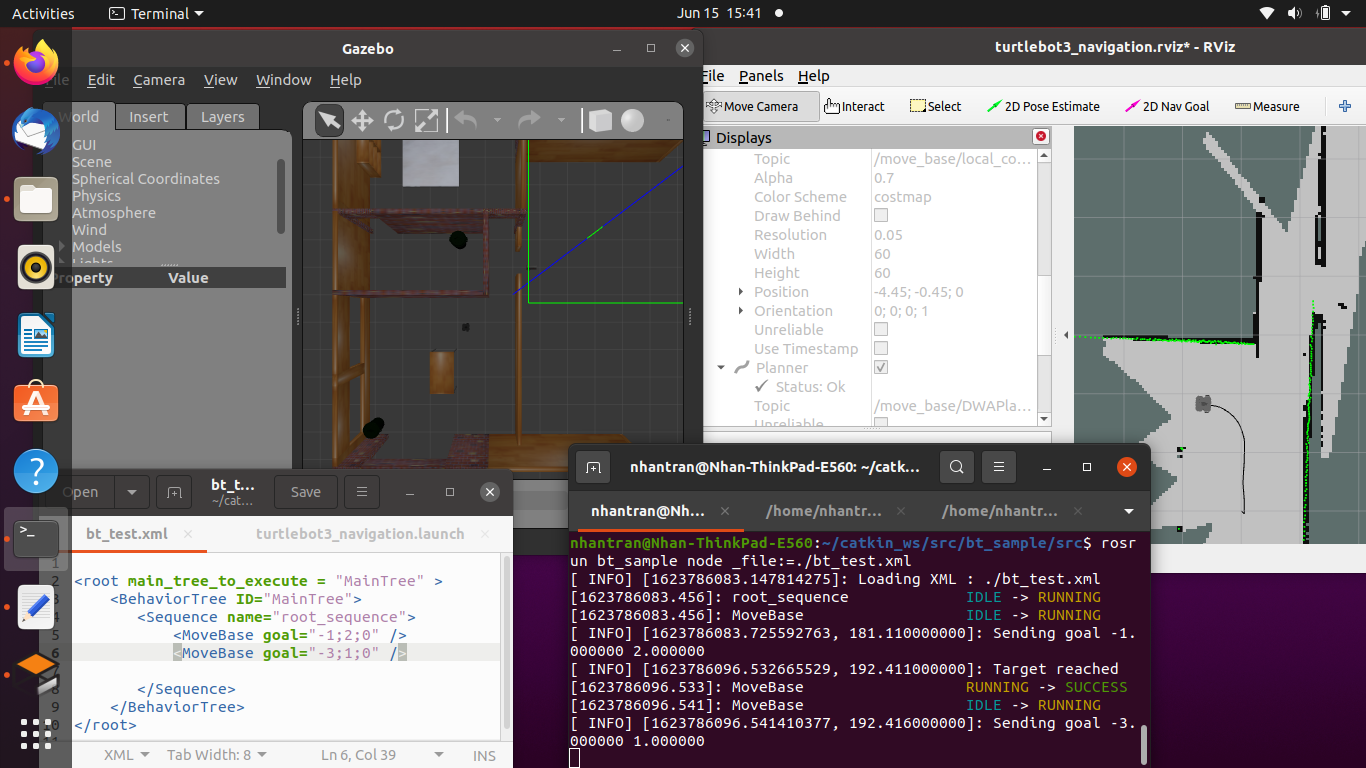 Activities
Terminal
Jun 15 15:41
Gazebo
Edit Camera View Window Help
World Insert Layers
GUI
Scene
Spherical Coordinates
Physics
Atmosphere
Wind
Models
Lights
Property Value
turtlebot3_navigation.rviz* - RViz
File Panels Help
Move Camera Interact Select 2D Pose Estimate 2D Nav Goal Measure
Displays
Topic /move_base/local_co...
Alpha 0.7
Color Scheme costmap
Draw Behind
Resolution 0.05
Width 60
Height 60
Position -4.45; -0.45; 0
Orientation 0; 0; 0; 1
Unreliable
Use Timestamp
Planner
Status: Ok
Topic /move_base/DWAPla...
Unreliable
Open bt_t... Save
~/cat...
bt_test.xml turtlebot3_navigation.launch
1
2 <root main_tree_to_execute = "MainTree" >
3 <BehaviorTree ID="MainTree">
4 <Sequence name="root_sequence">
5 <MoveBase goal="-1;2;0" />
6 <MoveBase goal="-3;1;0" />
</Sequence>
</BehaviorTree>
</root>
XML Tab Width: 8 Ln 6, Col 39 INS
nhantran@Nhan-ThinkPad-E560: ~/catk...
nhantran@Nh... /home/nhantr... /home/nhantr...
nhantran@Nhan-ThinkPad-E560:~/catkin_ws/src/bt_sample/src$ rosr
un bt_sample node _file:=./bt_test.xml
[ INFO] [1623786083.147814275]: Loading XML : ./bt_test.xml
[1623786083.456]: root_sequence IDLE -> RUNNING
[1623786083.456]: MoveBase IDLE -> RUNNING
[ INFO] [1623786083.725592763, 181.110000000]: Sending goal -1.
000000 2.000000
[ INFO] [1623786096.532665529, 192.411000000]: Target reached
[1623786096.533]: MoveBase RUNNING -> SUCCESS
[1623786096.541]: MoveBase IDLE -> RUNNING
[ INFO] [1623786096.541410377, 192.416000000]: Sending goal -3.
000000 1.000000